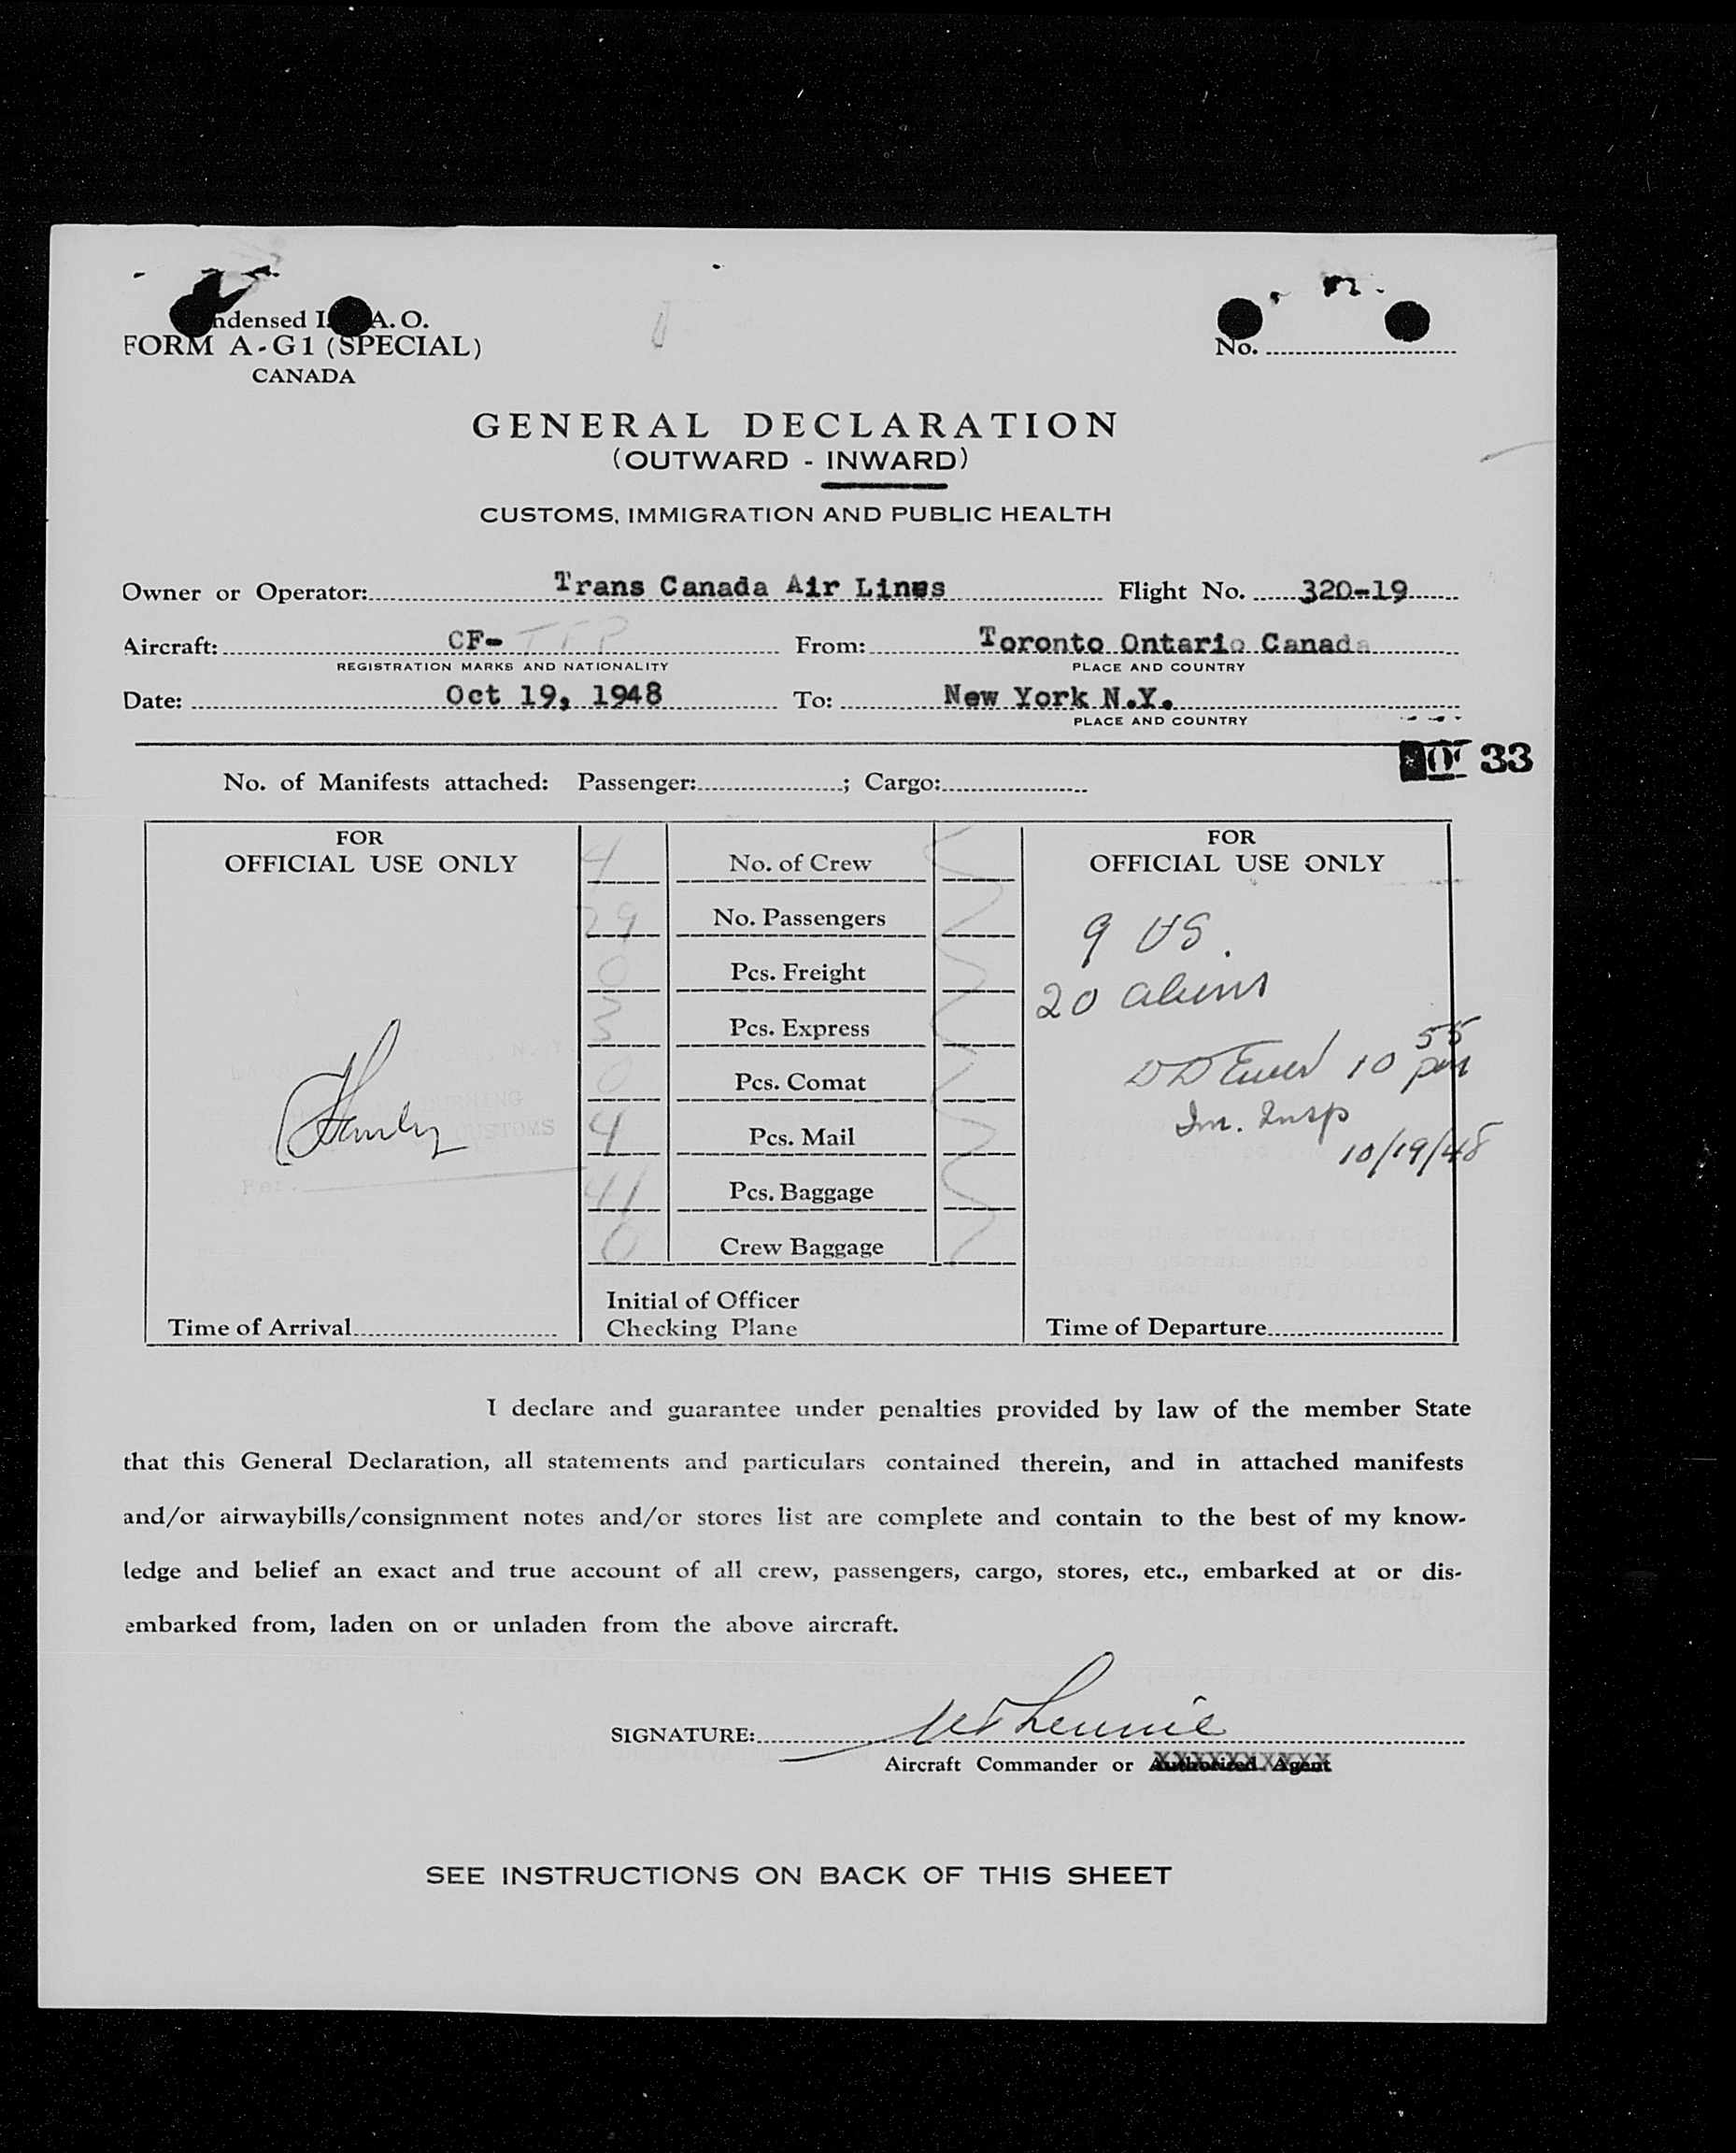 ndensed I. A. O.
FORM A-G1 (SPECIAL)
CANADA
No.
GENERAL DECLARATION
(OUTWARD - INWARD)
CUSTOMS, IMMIGRATION AND PUBLIC HEALTH
Owner or Operator: Trans Canada Air Lines Flight No. 320-19
Aircraft: CF- From: Toronto Ontario Canada
REGISTRATION MARKS AND NATIONALITY PLACE AND COUNTRY
Date: Oct 19, 1948 To: New York N.Y.
PLACE AND COUNTRY
33
No. of Manifests attached: Passenger: ; Cargo:
FOR
OFFICIAL USE ONLY
4 No. of Crew
29 No. Passengers
0 Pcs. Freight
3 Pcs. Express
0 Pcs. Comat
4 Pcs. Mail
41 Pcs. Baggage
0 Crew Baggage
Initial of Officer
Checking Plane
Time of Arrival
FOR
OFFICIAL USE ONLY
9 US.
20 aliens
10 55 pm
Im. Insp
10/19/48
Time of Departure
I declare and guarantee under penalties provided by law of the member State
that this General Declaration, all statements and particulars contained therein, and in attached manifests
and/or airwaybills/consignment notes and/or stores list are complete and contain to the best of my know-
ledge and belief an exact and true account of all crew, passengers, cargo, stores, etc., embarked at or dis-
embarked from, laden on or unladen from the above aircraft.
SIGNATURE:
Aircraft Commander or Authorized Agent
SEE INSTRUCTIONS ON BACK OF THIS SHEET